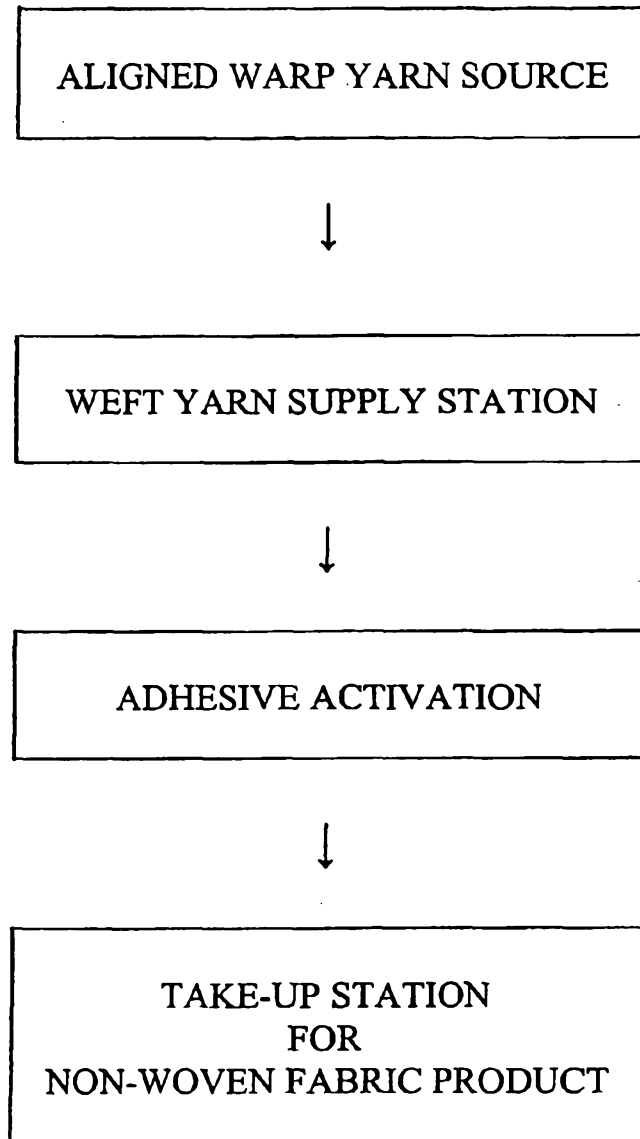 ALIGNED WARP YARN SOURCE
WEFT YARN SUPPLY STATION
ADHESIVE ACTIVATION
TAKE-UP STATION
FOR
NON-WOVEN FABRIC PRODUCT